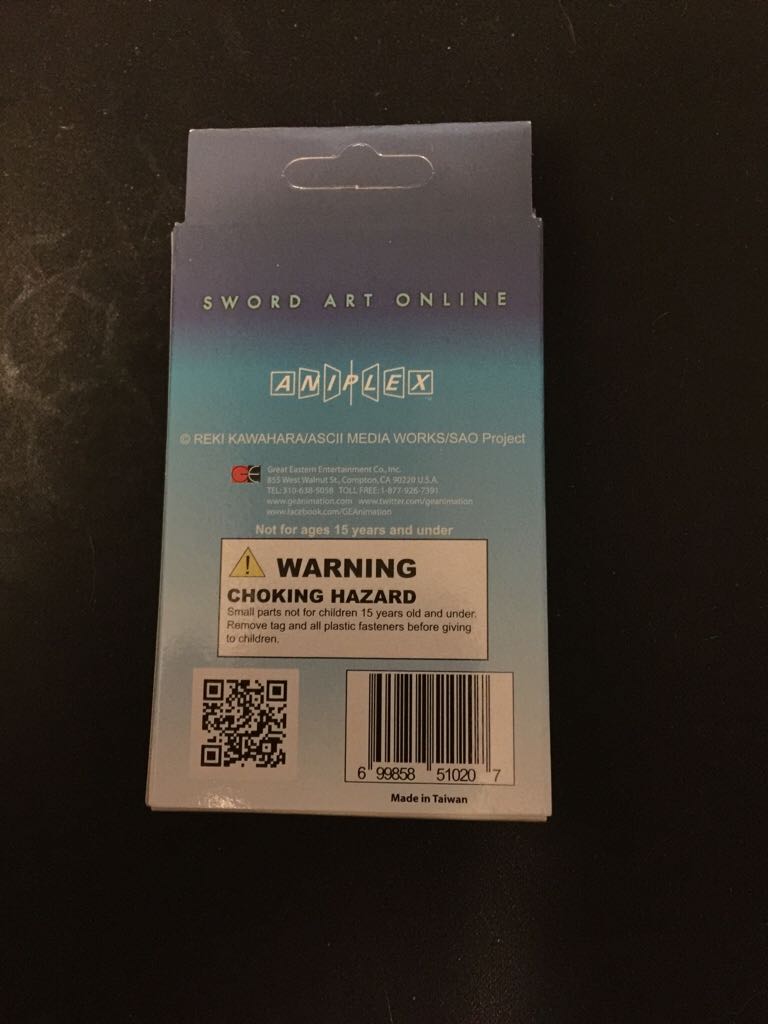 SWORD ART ONLINE
ANIPLEX
© REKI KAWAHARA/ASCII MEDIA WORKS/SAO Project
GE
Great Eastern Entertainment Co., Inc.
855 West Walnut St., Compton, CA 90220 U.S.A.
TEL: 310-638-5058 TOLL FREE: 1-877-926-7391
www.geanimation.com www.twitter.com/geanimation
www.facebook.com/GEAnimation
Not for ages 15 years and under
WARNING
CHOKING HAZARD
Small parts not for children 15 years old and under.
Remove tag and all plastic fasteners before giving
to children.
6 99858 51020 7
Made in Taiwan